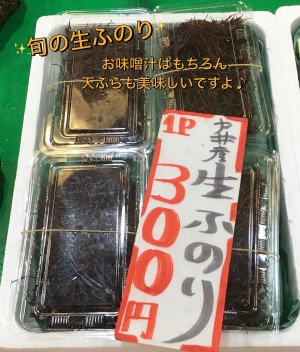 ✨旬の生ふのり✨
お味噌汁はもちろん
天ぷらも美味しいですよ♪
1P
300円
生ふのり